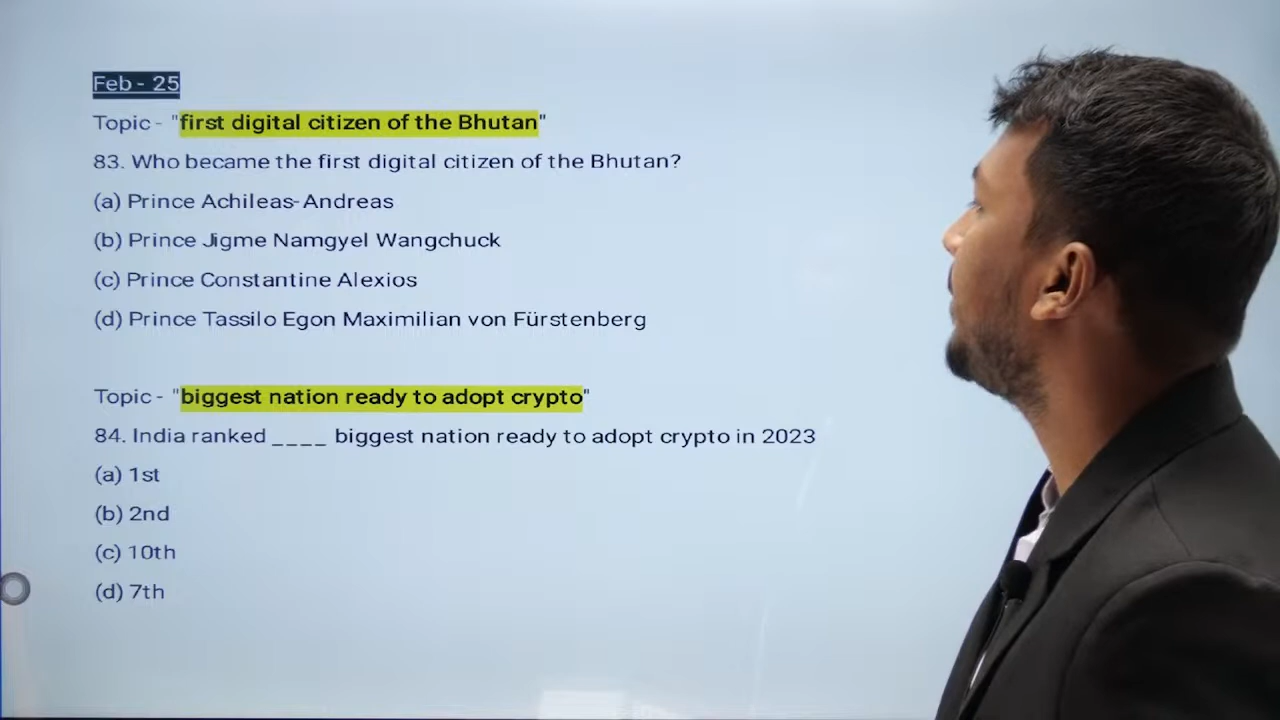 Feb - 25
Topic - "first digital citizen of the Bhutan"
83. Who became the first digital citizen of the Bhutan?
(a) Prince Achileas-Andreas
(b) Prince Jigme Namgyel Wangchuck
(c) Prince Constantine Alexios
(d) Prince Tassilo Egon Maximilian von Fürstenberg
Topic - "biggest nation ready to adopt crypto"
84. India ranked ____ biggest nation ready to adopt crypto in 2023
(a) 1st
(b) 2nd
(c) 10th
(d) 7th